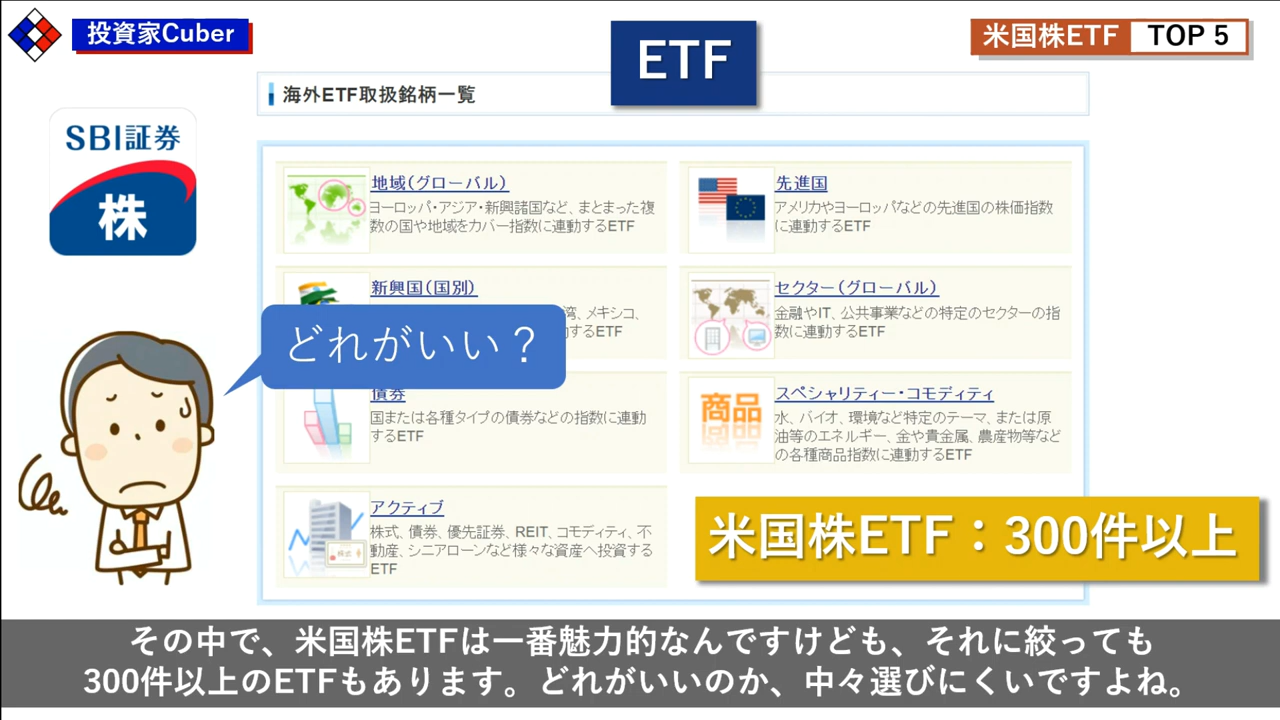 投資家Cuber
米国株ETF TOP 5
ETF
海外ETF取扱銘柄一覧
SBI証券
株
地域(グローバル)
ヨーロッパ・アジア・新興諸国など、まとまった複
数の国や地域をカバー指数に連動するETF
先進国
アメリカやヨーロッパなどの先進国の株価指数
に連動するETF
新興国(国別)
湾、メキシコ、
するETF
セクター(グローバル)
金融やIT、公共事業などの特定のセクターの指
数に連動するETF
どれがいい？
債券
国または各種タイプの債券などの指数に連動
するETF
商品
スペシャリティー・コモディティ
水、バイオ、環境など特定のテーマ、または原
油等のエネルギー、金や貴金属、農産物等など
の各種商品指数に連動するETF
アクティブ
株式、債券、優先証券、REIT、コモディティ、不
動産、シニアローンなど様々な資産へ投資する
ETF
米国株ETF：300件以上
その中で、米国株ETFは一番魅力的なんですけども、それに絞っても
300件以上のETFもあります。どれがいいのか、中々選びにくいですよね。